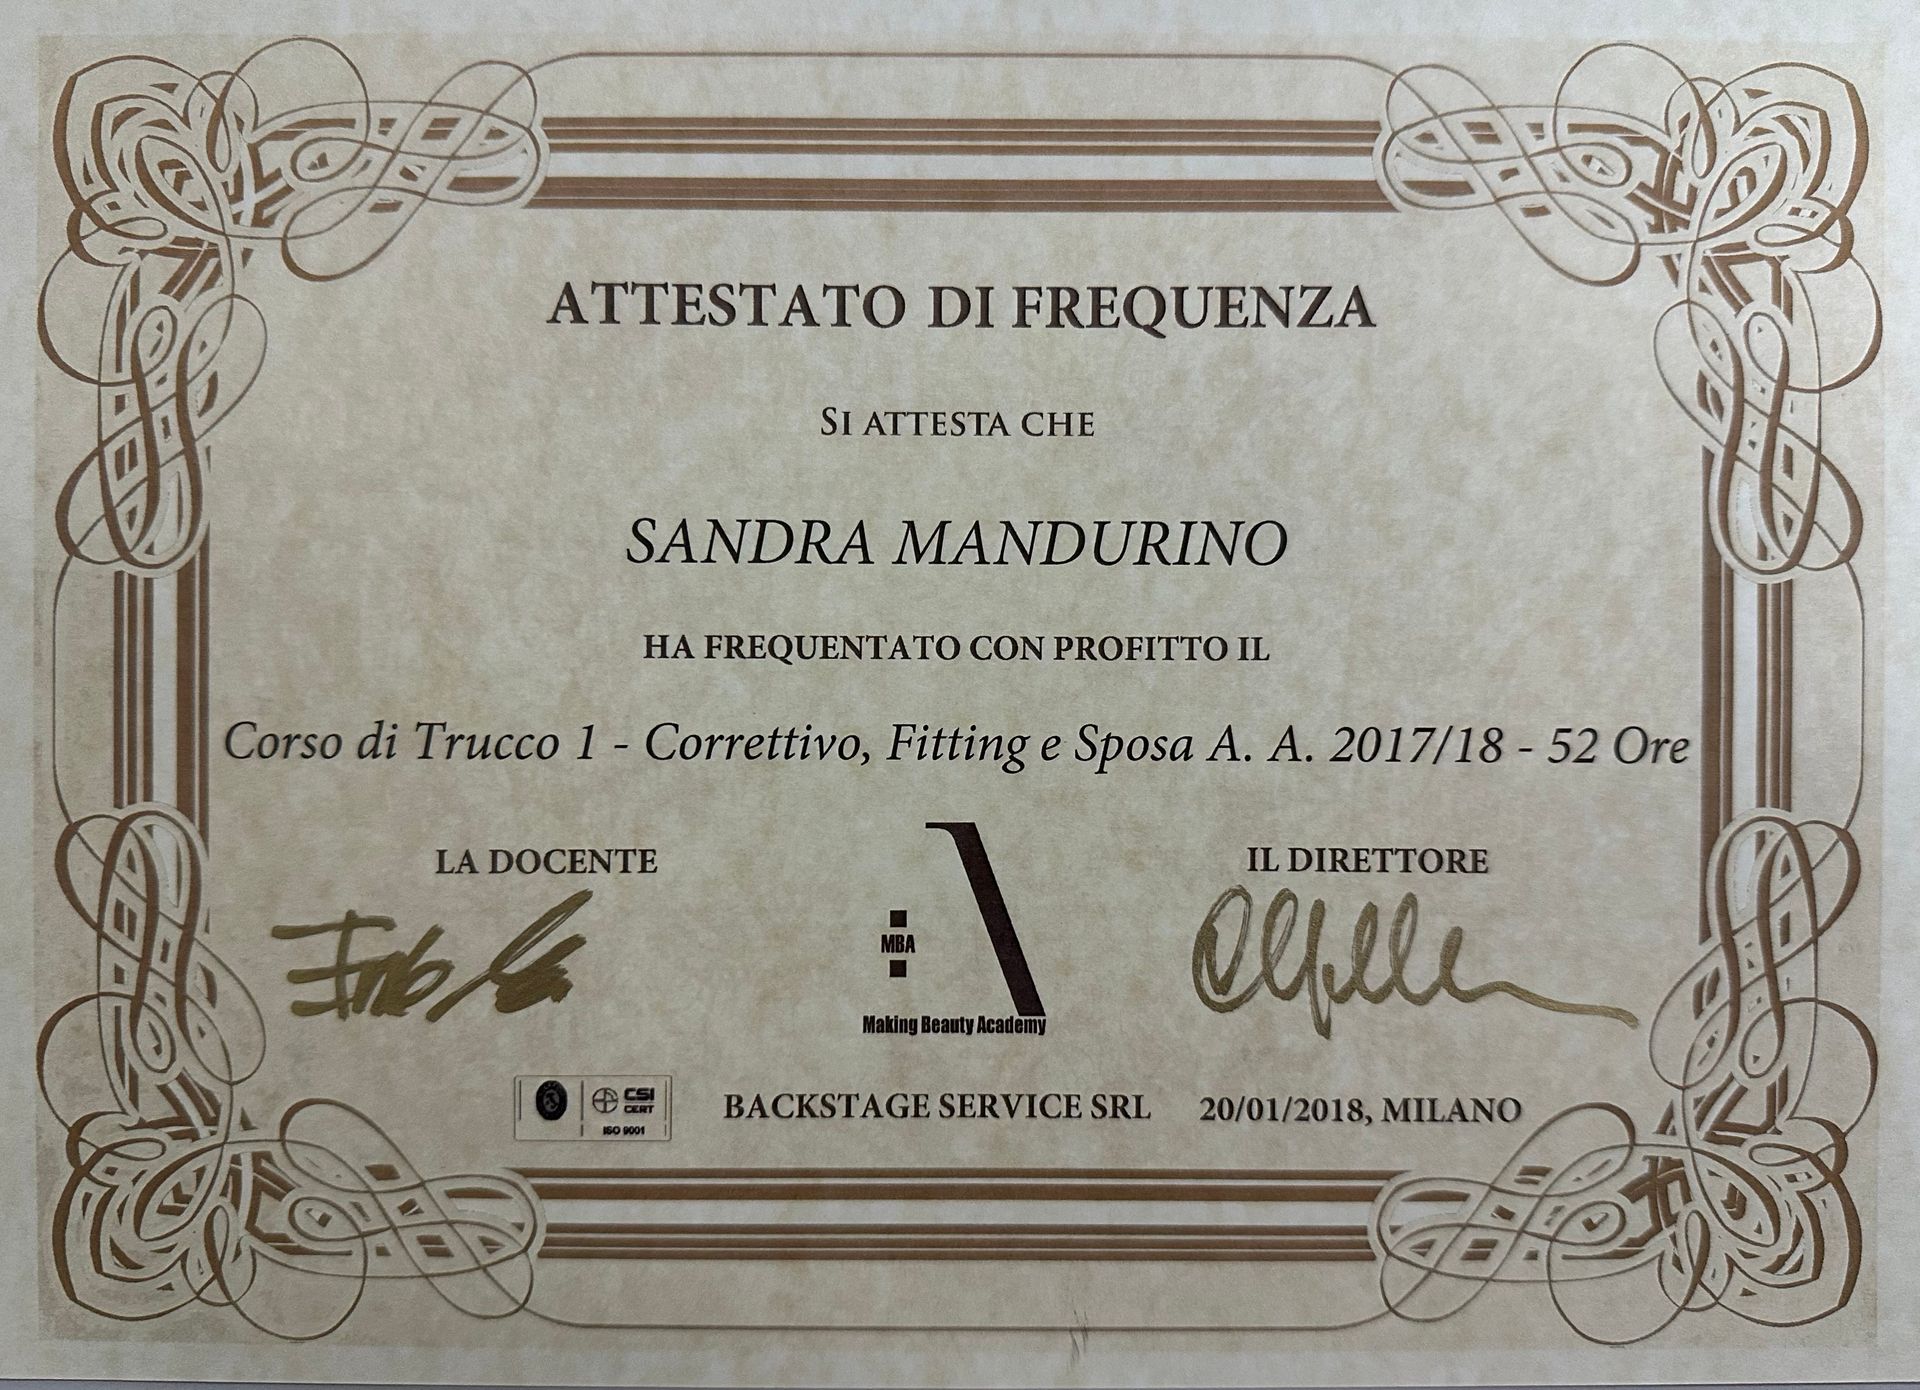 ATTESTATO DI FREQUENZA
SI ATTESTA CHE
SANDRA MANDURINO
HA FREQUENTATO CON PROFITTO IL
Corso di Trucco 1 - Correttivo, Fitting e Sposa A. A. 2017/18 - 52 Ore
LA DOCENTE
IL DIRETTORE
MBA
Making Beauty Academy
CSI
CERT
ISO 9001
BACKSTAGE SERVICE SRL 20/01/2018, MILANO